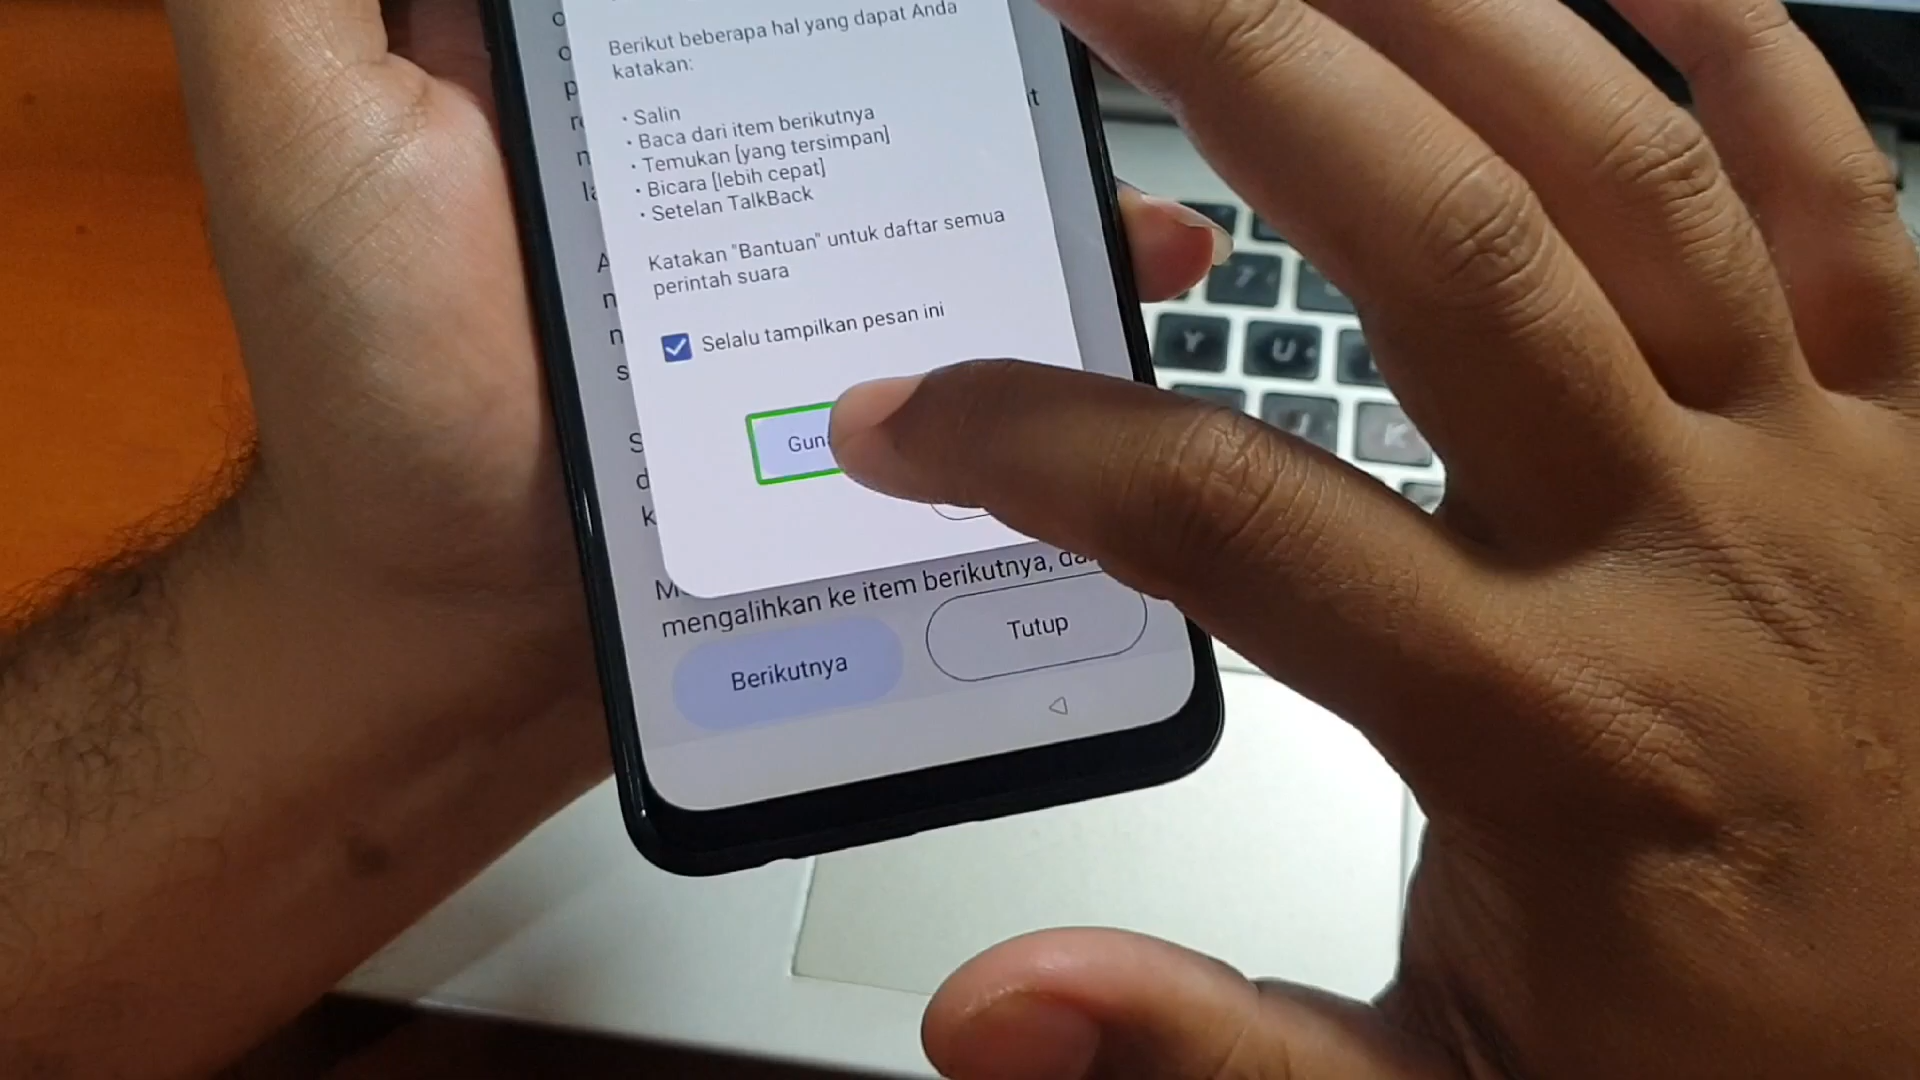 Berikut beberapa hal yang dapat Anda
katakan:
• Salin
• Baca dari item berikutnya
• Temukan [yang tersimpan]
• Bicara [lebih cepat]
• Setelan TalkBack
Katakan "Bantuan" untuk daftar semua
perintah suara
Selalu tampilkan pesan ini
mengalihkan ke item berikutnya,
Berikutnya
Tutup
7
Y
U
J
K